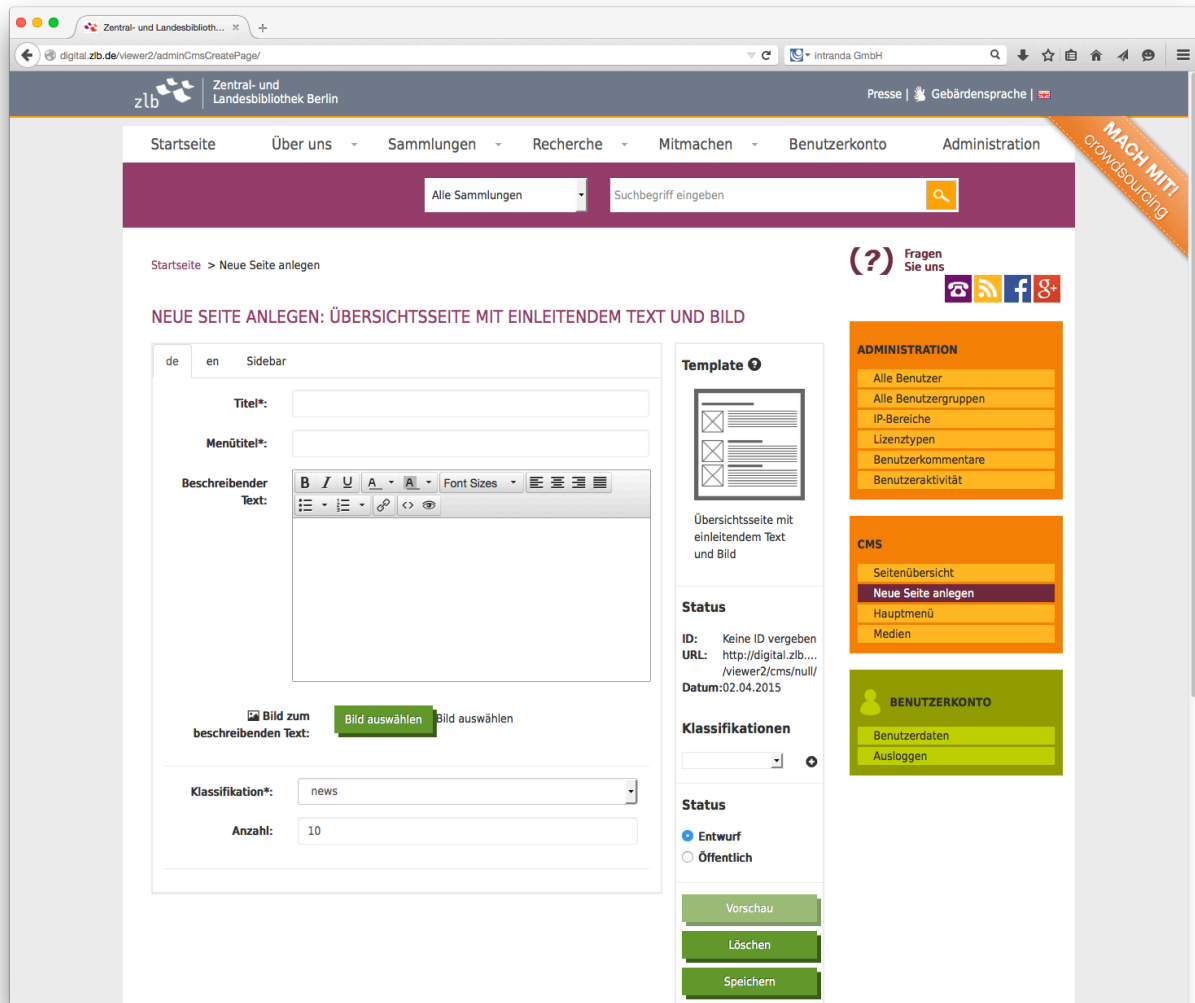 Zentral- und Landesbiblioth... ×
+
digital.zlb.de/viewer2/adminCmsCreatePage/
intranda GmbH
zlb
Zentral- und
Landesbibliothek Berlin
Presse | Gebärdensprache |
Startseite Über uns Sammlungen Recherche Mitmachen Benutzerkonto Administration
MACH MIT!
crowdsourcing
Alle Sammlungen
Suchbegriff eingeben
Startseite > Neue Seite anlegen
(?) Fragen
Sie uns
g+
NEUE SEITE ANLEGEN: ÜBERSICHTSSEITE MIT EINLEITENDEM TEXT UND BILD
de en Sidebar
Titel*:
Menütitel*:
Beschreibender
Text:
B I U A A Font Sizes
Bild zum
beschreibenden Text:
Bild auswählen Bild auswählen
Klassifikation*: news
Anzahl: 10
Template ?
Übersichtsseite mit
einleitendem Text
und Bild
Status
ID: Keine ID vergeben
URL: http://digital.zlb....
/viewer2/cms/null/
Datum:02.04.2015
Klassifikationen
Status
Entwurf
Öffentlich
Vorschau
Löschen
Speichern
ADMINISTRATION
Alle Benutzer
Alle Benutzergruppen
IP-Bereiche
Lizenztypen
Benutzerkommentare
Benutzeraktivität
CMS
Seitenübersicht
Neue Seite anlegen
Hauptmenü
Medien
BENUTZERKONTO
Benutzerdaten
Ausloggen